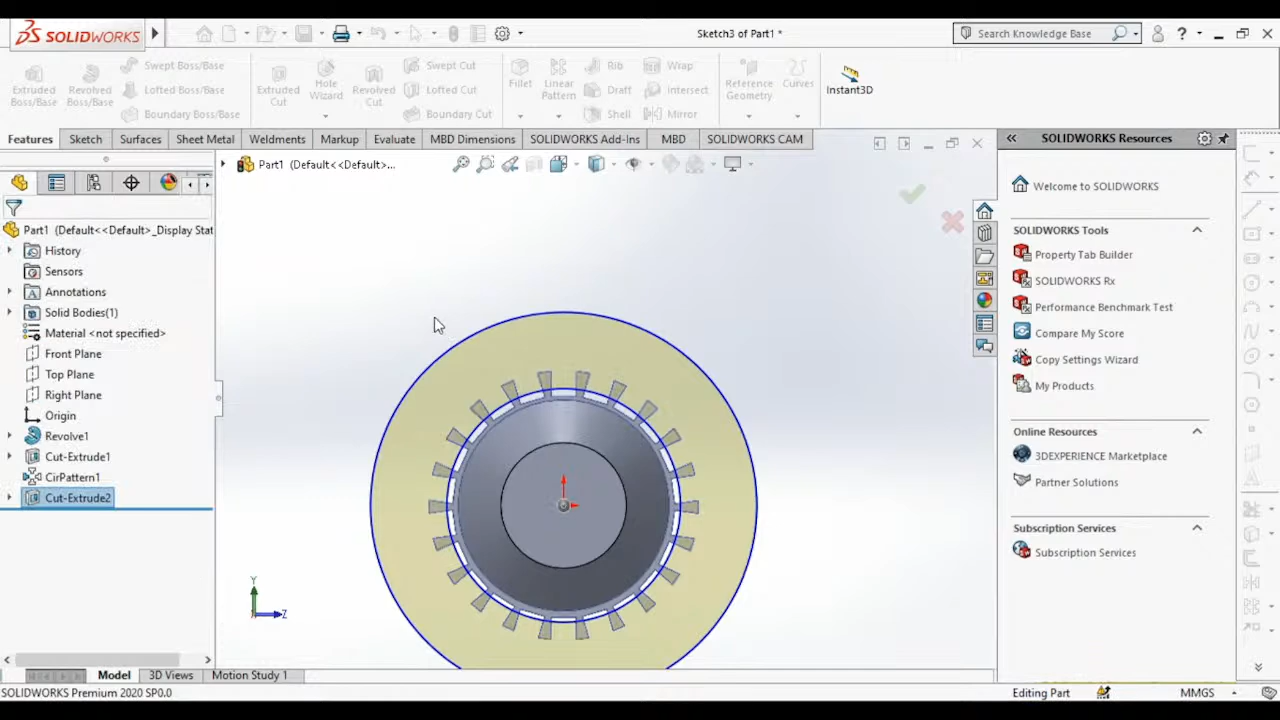 SOLIDWORKS
Sketch3 of Part1 *
Search Knowledge Base
?
Extruded Boss/Base
Revolved Boss/Base
Swept Boss/Base
Lofted Boss/Base
Boundary Boss/Base
Extruded Cut
Hole Wizard
Revolved Cut
Swept Cut
Lofted Cut
Boundary Cut
Fillet
Linear Pattern
Rib
Draft
Shell
Wrap
Intersect
Mirror
Reference Geometry
Curves
Instant3D
Features
Sketch
Surfaces
Sheet Metal
Weldments
Markup
Evaluate
MBD Dimensions
SOLIDWORKS Add-Ins
MBD
SOLIDWORKS CAM
Part1 (Default<<Default>...
Part1 (Default<<Default>_Display Stat
History
Sensors
Annotations
Solid Bodies(1)
Material <not specified>
Front Plane
Top Plane
Right Plane
Origin
Revolve1
Cut-Extrude1
CirPattern1
Cut-Extrude2
Y
Z
SOLIDWORKS Resources
Welcome to SOLIDWORKS
SOLIDWORKS Tools
Property Tab Builder
SOLIDWORKS Rx
Performance Benchmark Test
Compare My Score
Copy Settings Wizard
My Products
Online Resources
3DEXPERIENCE Marketplace
Partner Solutions
Subscription Services
Subscription Services
Model
3D Views
Motion Study 1
SOLIDWORKS Premium 2020 SP0.0
Editing Part
MMGS